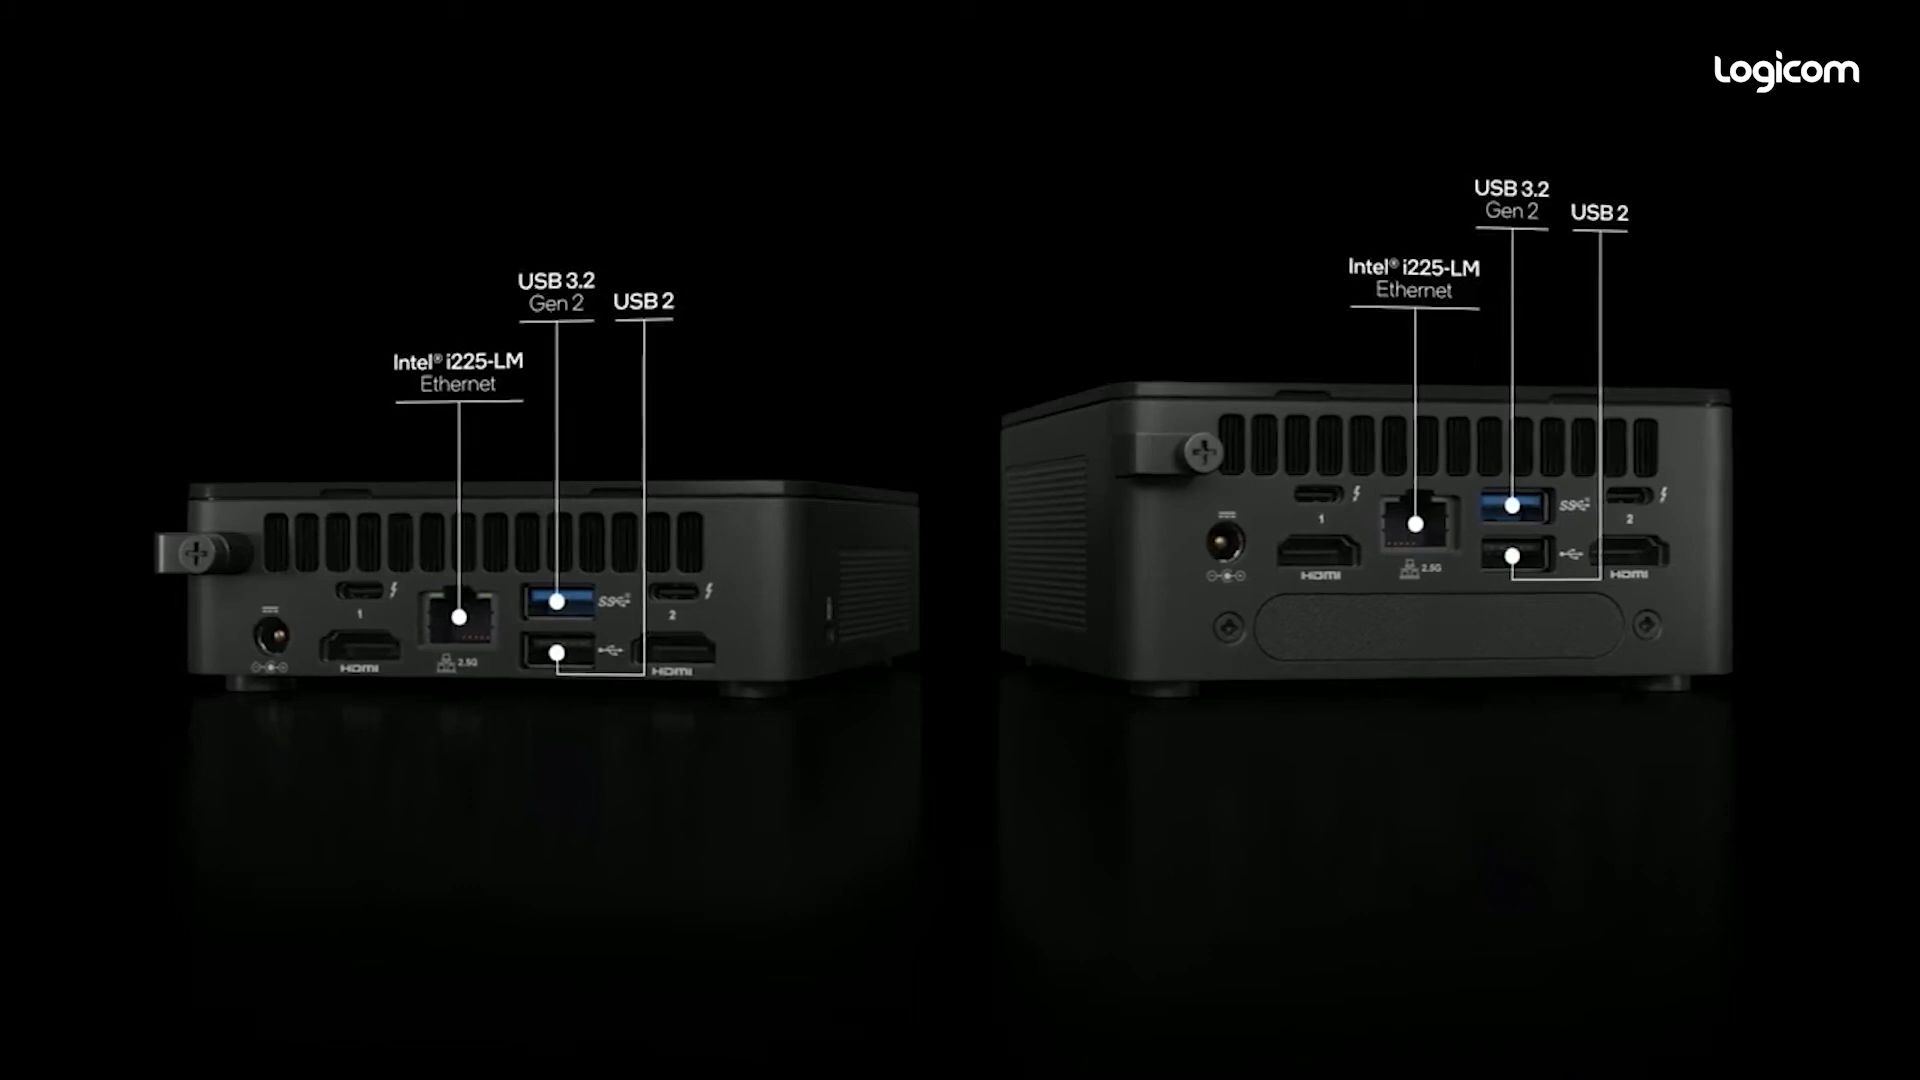 Logicom
USB 3.2
Gen 2
USB 2
Intel® i225-LM
Ethernet
1
2
HDMI
2.5G
HDMI
USB 3.2
Gen 2
USB 2
Intel® i225-LM
Ethernet
1
2
HDMI
2.5G
HDMI